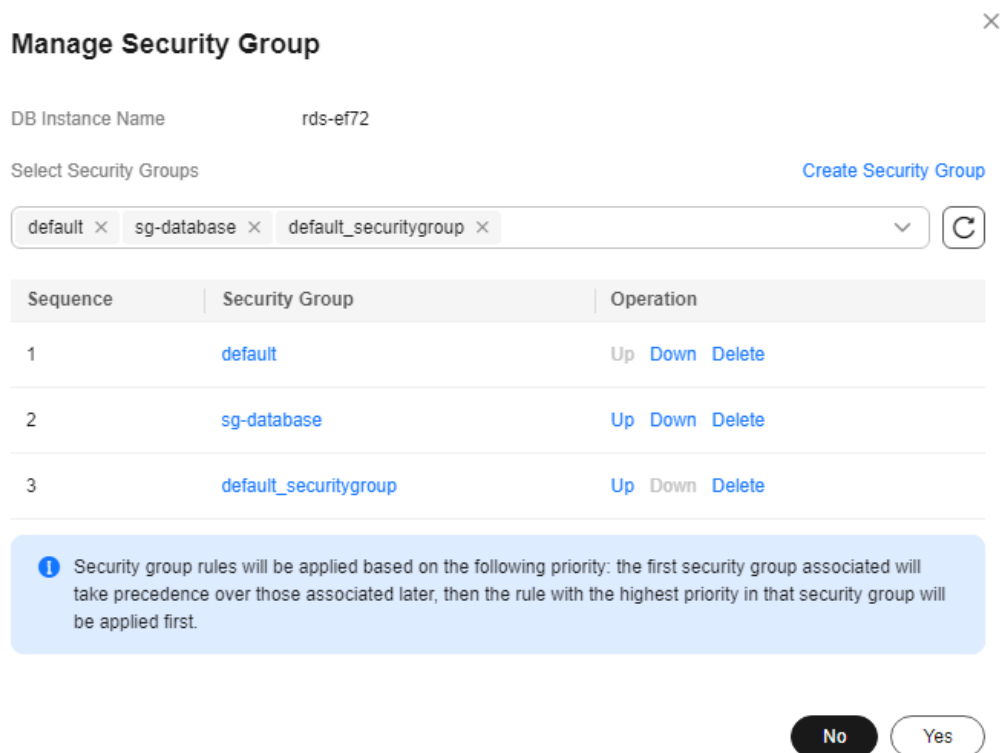 Manage Security Group
DB Instance Name rds-ef72
Select Security Groups Create Security Group
default sg-database default_securitygroup
Sequence Security Group Operation
1 default Up Down Delete
2 sg-database Up Down Delete
3 default_securitygroup Up Down Delete
Security group rules will be applied based on the following priority: the first security group associated will
take precedence over those associated later, then the rule with the highest priority in that security group will
be applied first.
No Yes